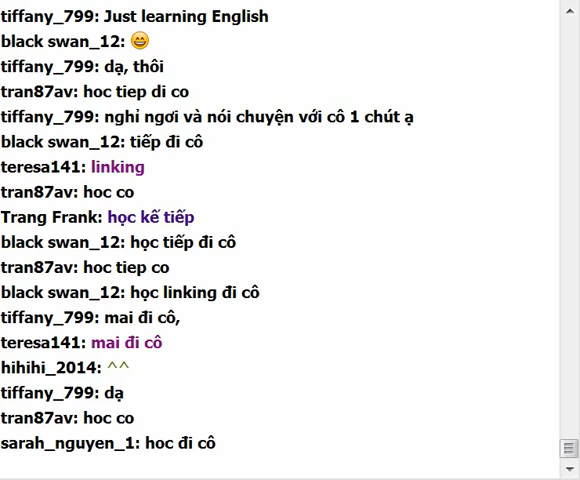 tiffany_799: Just learning English
black swan_12: 😄
tiffany_799: dạ, thôi
tran87av: hoc tiep di co
tiffany_799: nghỉ ngơi và nói chuyện với cô 1 chút ạ
black swan_12: tiếp đi cô
teresa141: linking
tran87av: hoc co
Trang Frank: học kế tiếp
black swan_12: học tiếp đi cô
tran87av: hoc tiep co
black swan_12: học linking đi cô
tiffany_799: mai đi cô,
teresa141: mai đi cô
hihihi_2014: ^^
tiffany_799: dạ
tran87av: hoc co
sarah_nguyen_1: hoc đi cô